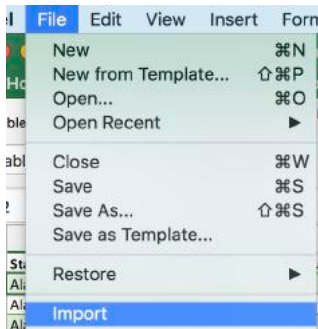 File Edit View Insert Form
New ⌘N
New from Template... ⇧⌘P
Open... ⌘O
Open Recent ▶
Close ⌘W
Save ⌘S
Save As... ⇧⌘S
Save as Template...
Restore ▶
Import